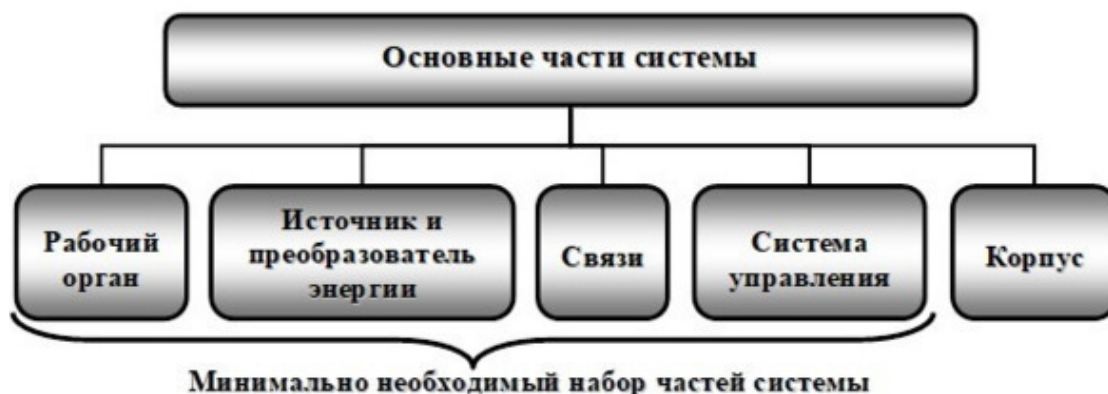 Основные части системы
Рабочий
орган
Источник и
преобразователь
энергии
Связи
Система
управления
Корпус
Минимально необходимый набор частей системы